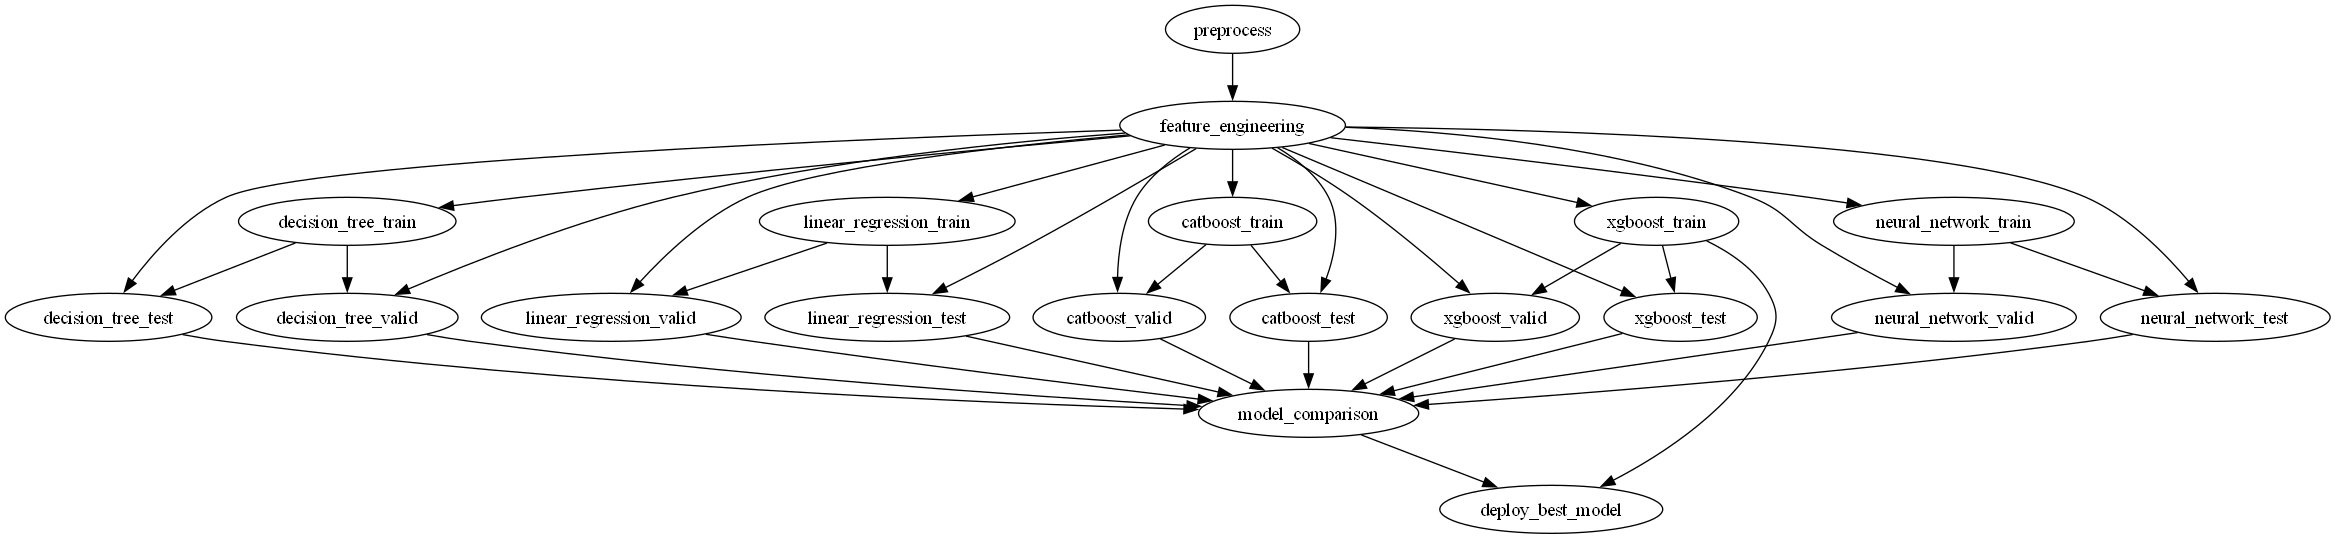 preprocess
feature_engineering
decision_tree_train
linear_regression_train
catboost_train
xgboost_train
neural_network_train
decision_tree_test
decision_tree_valid
linear_regression_valid
linear_regression_test
catboost_valid
catboost_test
xgboost_valid
xgboost_test
neural_network_valid
neural_network_test
model_comparison
deploy_best_model